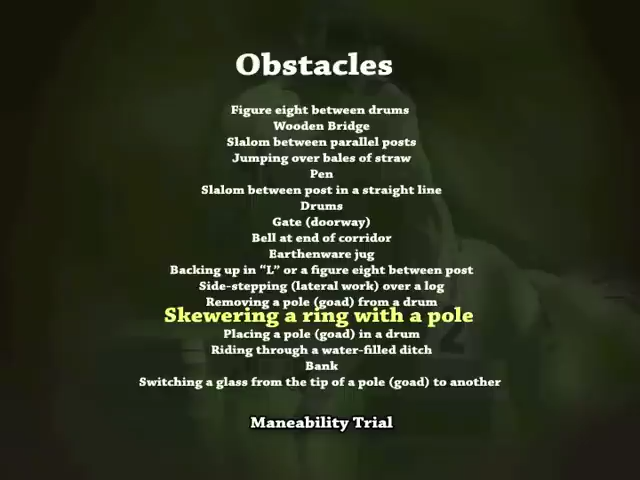 Obstacles
Figure eight between drums
Wooden Bridge
Slalom between parallel posts
Jumping over bales of straw
Pen
Slalom between post in a straight line
Drums
Gate (doorway)
Bell at end of corridor
Earthenware jug
Backing up in “L” or a figure eight between post
Side-stepping (lateral work) over a log
Removing a pole (goad) from a drum
Skewering a ring with a pole
Placing a pole (goad) in a drum
Riding through a water-filled ditch
Bank
Switching a glass from the tip of a pole (goad) to another
Maneability Trial